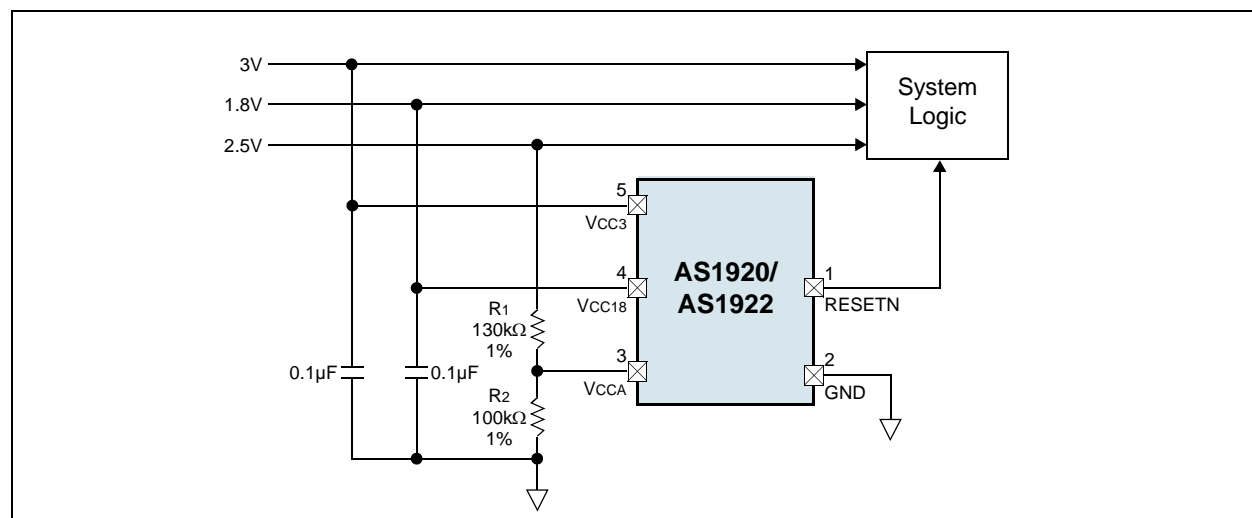 3V
1.8V
2.5V
System
Logic
5
VCC3
4
VCC18
3
VCCA
AS1920/
AS1922
1
RESETN
2
GND
R1
130kΩ
1%
0.1µF
0.1µF
R2
100kΩ
1%